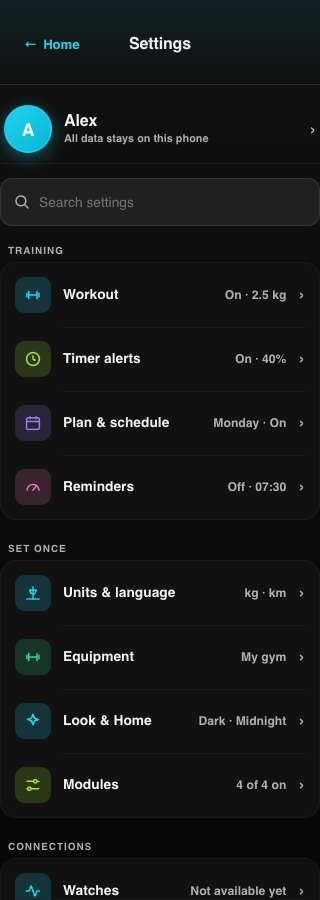 ← Home
Settings
A
Alex
All data stays on this phone
›
Search settings
TRAINING
Workout On · 2.5 kg ›
Timer alerts On · 40% ›
Plan & schedule Monday · On ›
Reminders Off · 07:30 ›
SET ONCE
Units & language kg · km ›
Equipment My gym ›
Look & Home Dark · Midnight ›
Modules 4 of 4 on ›
CONNECTIONS
Watches Not available yet ›